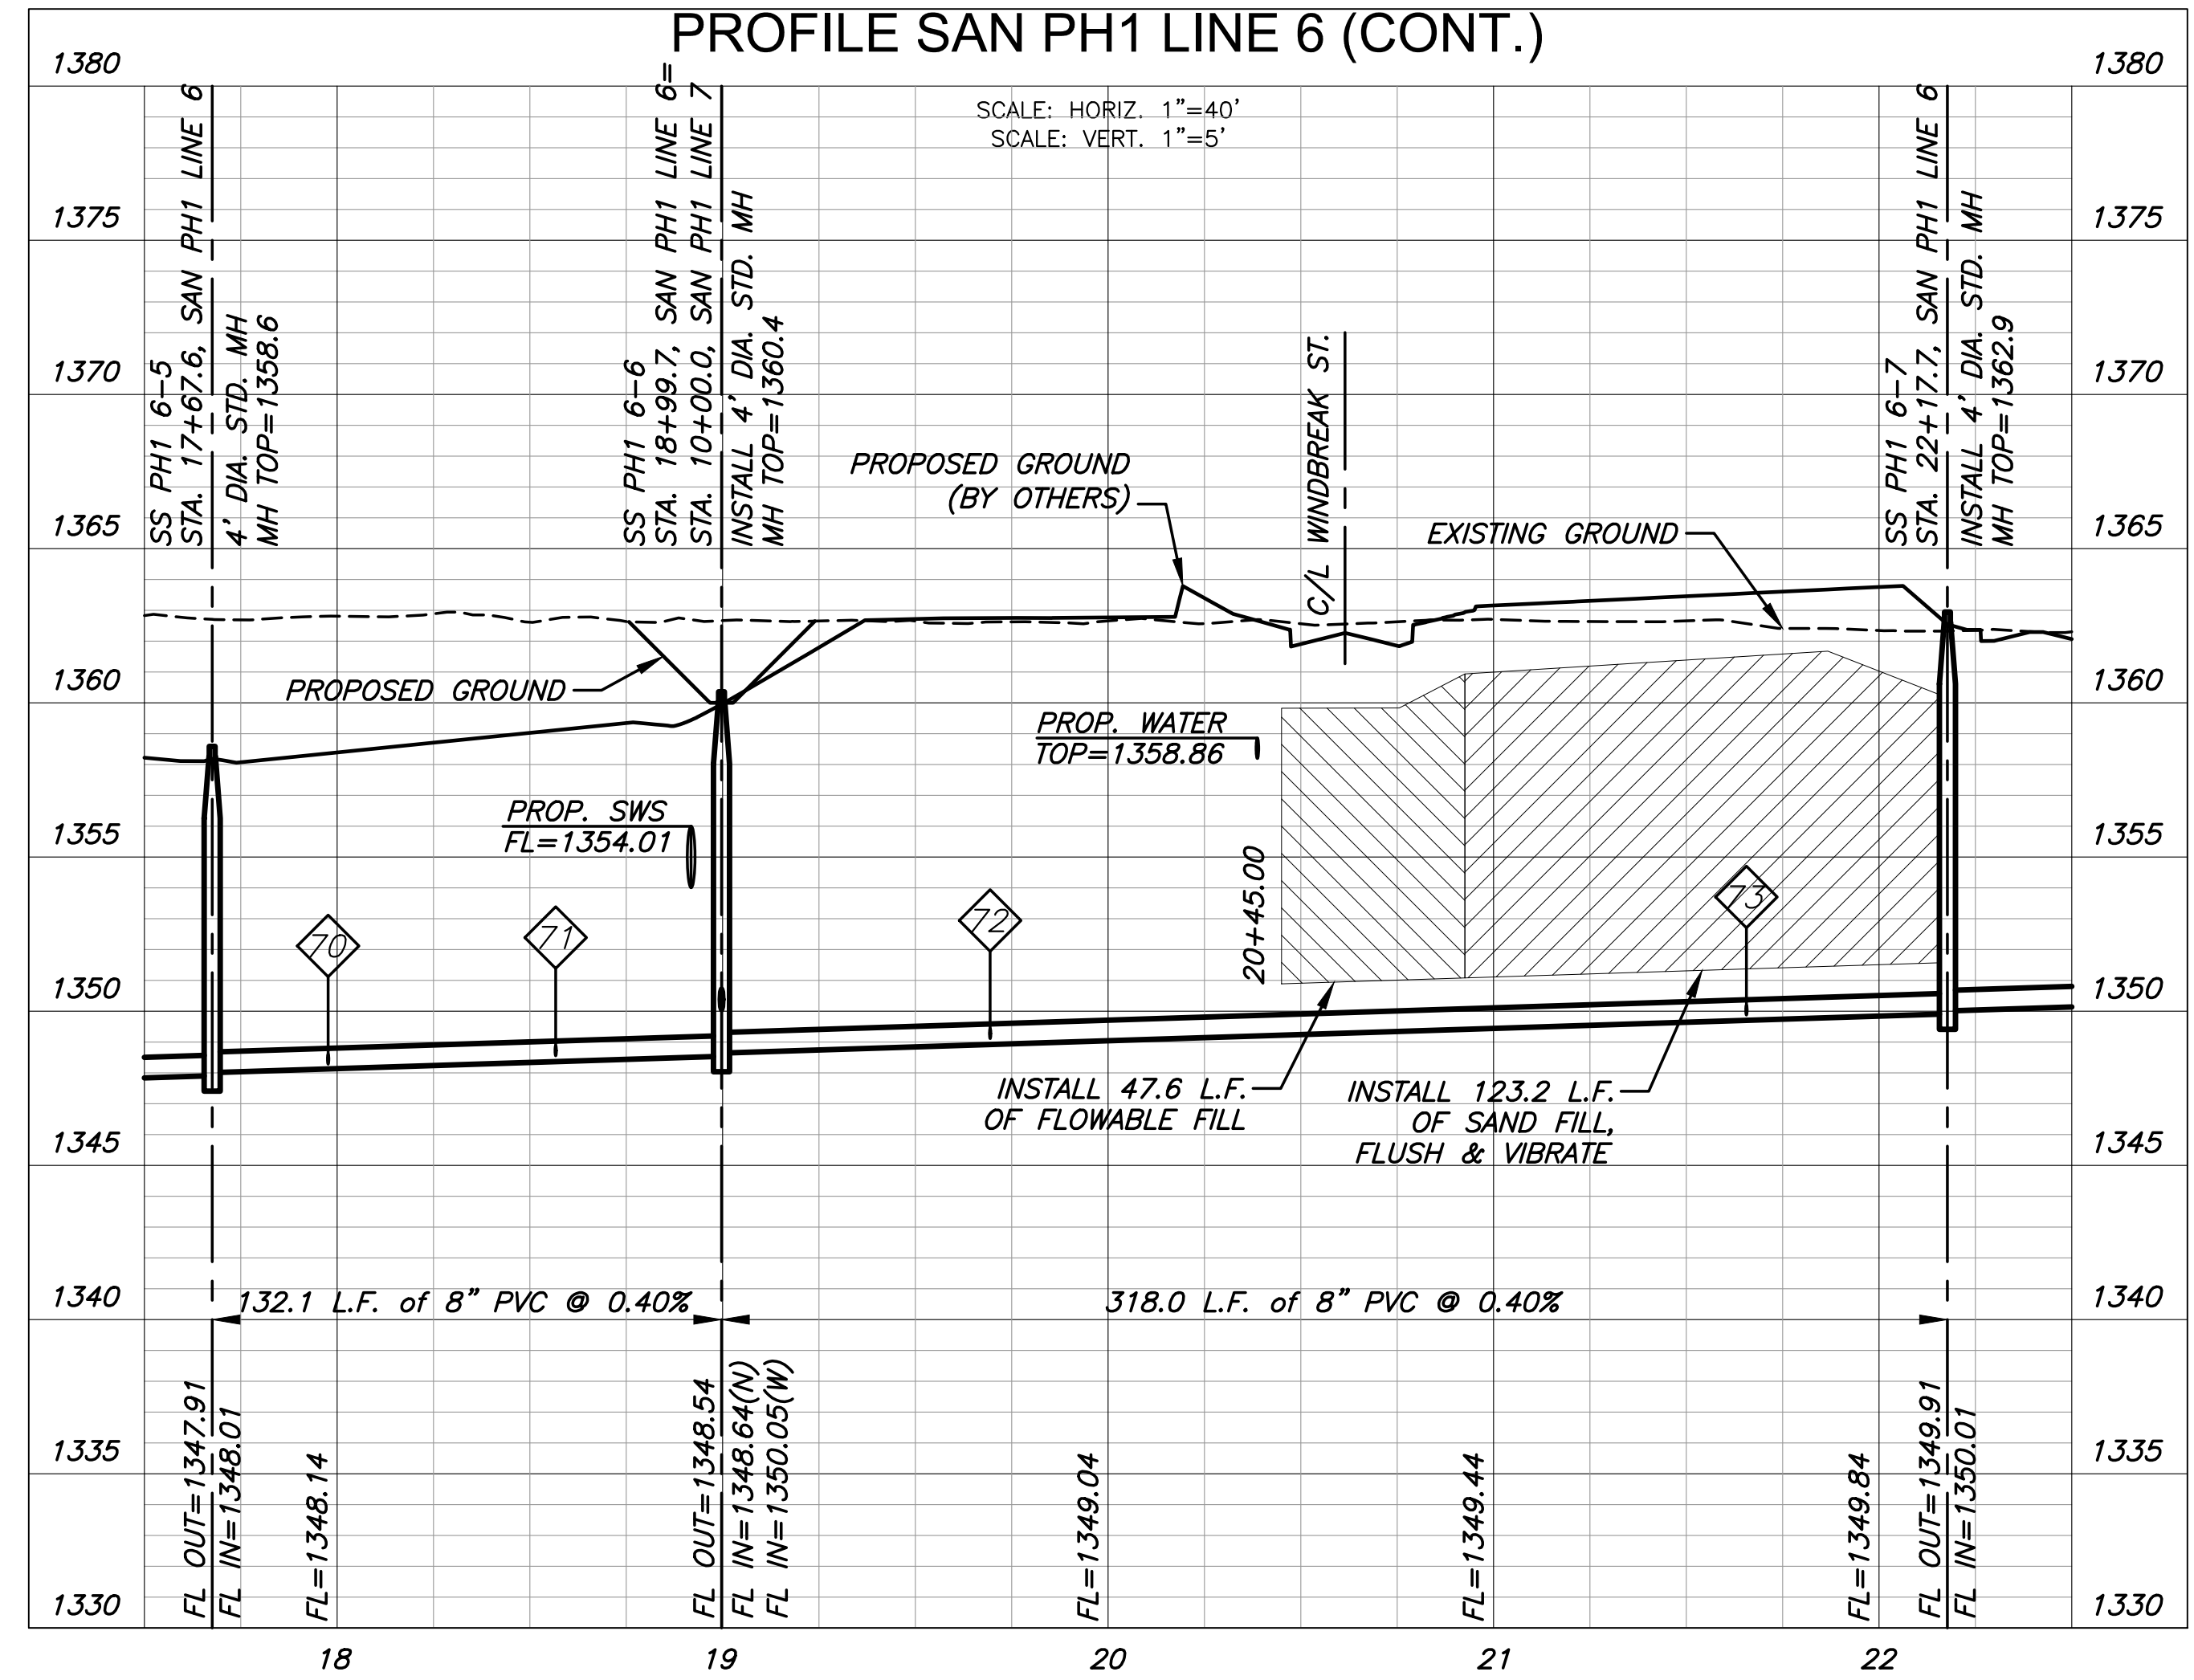 PROFILE SAN PH1 LINE 6 (CONT.)
SCALE: HORIZ. 1"=40'
SCALE: VERT. 1"=5'
1380
1375
1370
1365
1360
1355
1350
1345
1340
1335
1330
1380
1375
1370
1365
1360
1355
1350
1345
1340
1335
1330
SS PH1 6-5
STA. 17+67.6, SAN PH1 LINE 6
4' DIA. STD. MH
MH TOP=1358.6
SS PH1 6-6
STA. 18+99.7, SAN PH1 LINE 6=
STA. 10+00.0, SAN PH1 LINE 7
INSTALL 4' DIA. STD. MH
MH TOP=1360.4
C/L WINDBREAK ST.
SS PH1 6-7
STA. 22+17.7, SAN PH1 LINE 6
INSTALL 4' DIA. STD. MH
MH TOP=1362.9
PROPOSED GROUND
(BY OTHERS)
EXISTING GROUND
PROPOSED GROUND
PROP. WATER
TOP=1358.86
PROP. SWS
FL=1354.01
20+45.00
70
71
72
73
INSTALL 47.6 L.F.
OF FLOWABLE FILL
INSTALL 123.2 L.F.
OF SAND FILL,
FLUSH & VIBRATE
132.1 L.F. of 8" PVC @ 0.40%
318.0 L.F. of 8" PVC @ 0.40%
FL OUT=1347.91
FL IN=1348.01
FL=1348.14
FL OUT=1348.54
FL IN=1348.64(N)
FL IN=1350.05(W)
FL=1349.04
FL=1349.44
FL=1349.84
FL OUT=1349.91
FL IN=1350.01
18
19
20
21
22